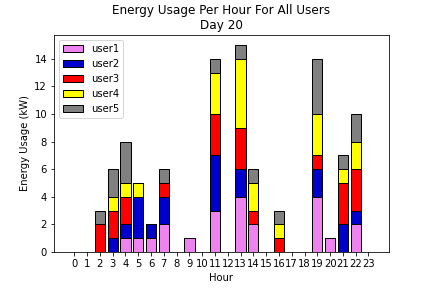 Energy Usage Per Hour For All Users
Day 20
user1
user2
user3
user4
user5
Energy Usage (kW)
14
12
10
8
6
4
2
0
0 1 2 3 4 5 6 7 8 9 10 11 12 13 14 15 16 17 18 19 20 21 22 23
Hour